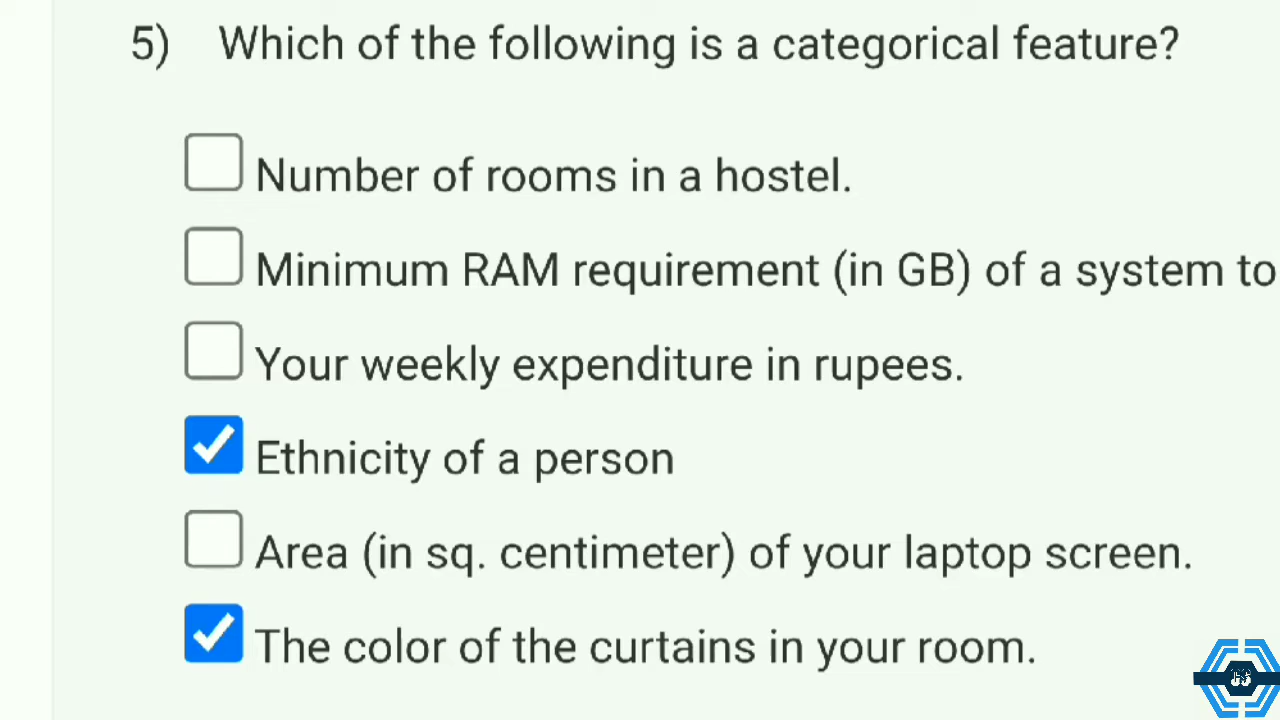 5) Which of the following is a categorical feature?
Number of rooms in a hostel.
Minimum RAM requirement (in GB) of a system to
Your weekly expenditure in rupees.
Ethnicity of a person
Area (in sq. centimeter) of your laptop screen.
The color of the curtains in your room.